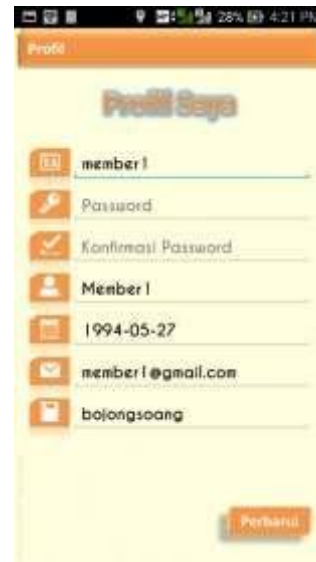 28% 4:21 PM
Profil
Profil Saya
member1
Password
Konfirmasi Password
Member1
1994-05-27
member1@gmail.com
bojongsoang
Perbarui